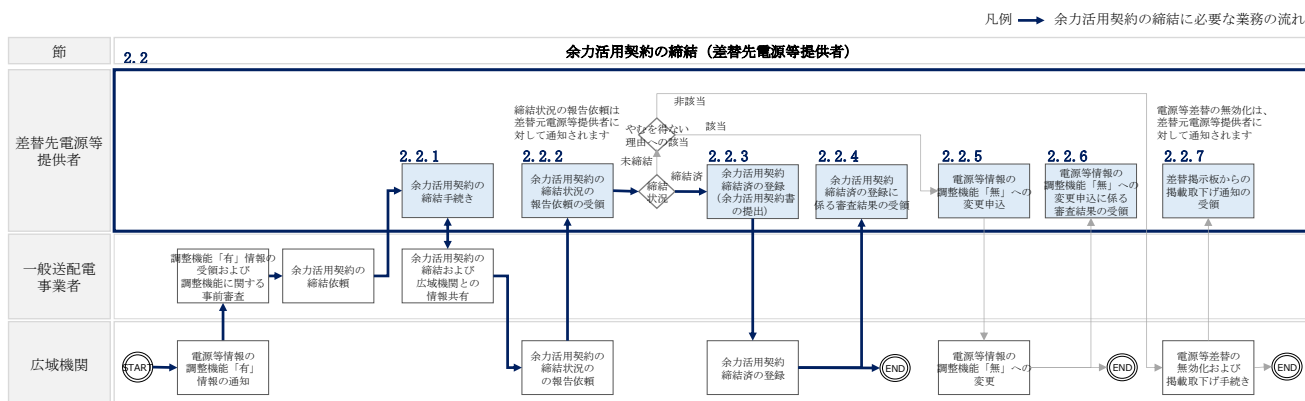 凡例 余力活用契約の締結に必要な業務の流れ
節
2.2
余力活用契約の締結（差替先電源等提供者）
差替先電源等
提供者
締結状況の報告依頼は
差替元電源等提供者に
対して通知されます
非該当
やむを得ない
理由への該当
該当
電源等差替の無効化は、
差替元電源等提供者に
対して通知されます
2.2.1
余力活用契約の
締結手続き
2.2.2
余力活用契約の
締結状況の
報告依頼の受領
未締結
締結
状況
締結済
2.2.3
余力活用契約
締結済の登録
（余力活用契約書
の提出）
2.2.4
余力活用契約
締結済の登録に
係る審査結果の受領
2.2.5
電源等情報の
調整機能「無」への
変更申込
2.2.6
電源等情報の
調整機能「無」への
変更申込に係る
審査結果の受領
2.2.7
差替掲示板からの
掲載取下げ通知の
受領
一般送配電
事業者
調整機能「有」情報の
受領および
調整機能に関する
事前審査
余力活用契約の
締結依頼
余力活用契約の
締結および
広域機関との
情報共有
広域機関
START
電源等情報の
調整機能「有」
情報の通知
余力活用契約の
締結状況の
の報告依頼
余力活用契約
締結済の登録
END
電源等情報の
調整機能「無」への
変更
END
電源等差替の
無効化および
掲載取下げ手続き
END